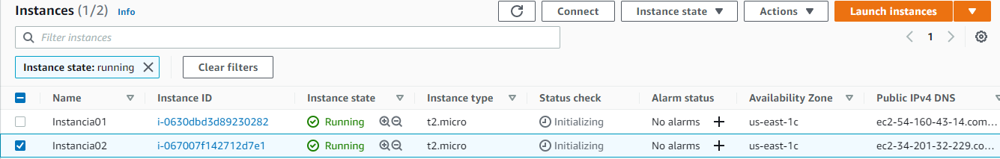 Instances (1/2) Info Connect Instance state Actions Launch instances
Filter instances 1
Instance state: running Clear filters
Name Instance ID Instance state Instance type Status check Alarm status Availability Zone Public IPv4 DNS
Instancia01 i-0630dbd3d89230282 Running t2.micro Initializing No alarms + us-east-1c ec2-54-160-43-14.com...
Instancia02 i-067007f142712d7e1 Running t2.micro Initializing No alarms + us-east-1c ec2-34-201-32-229.co...